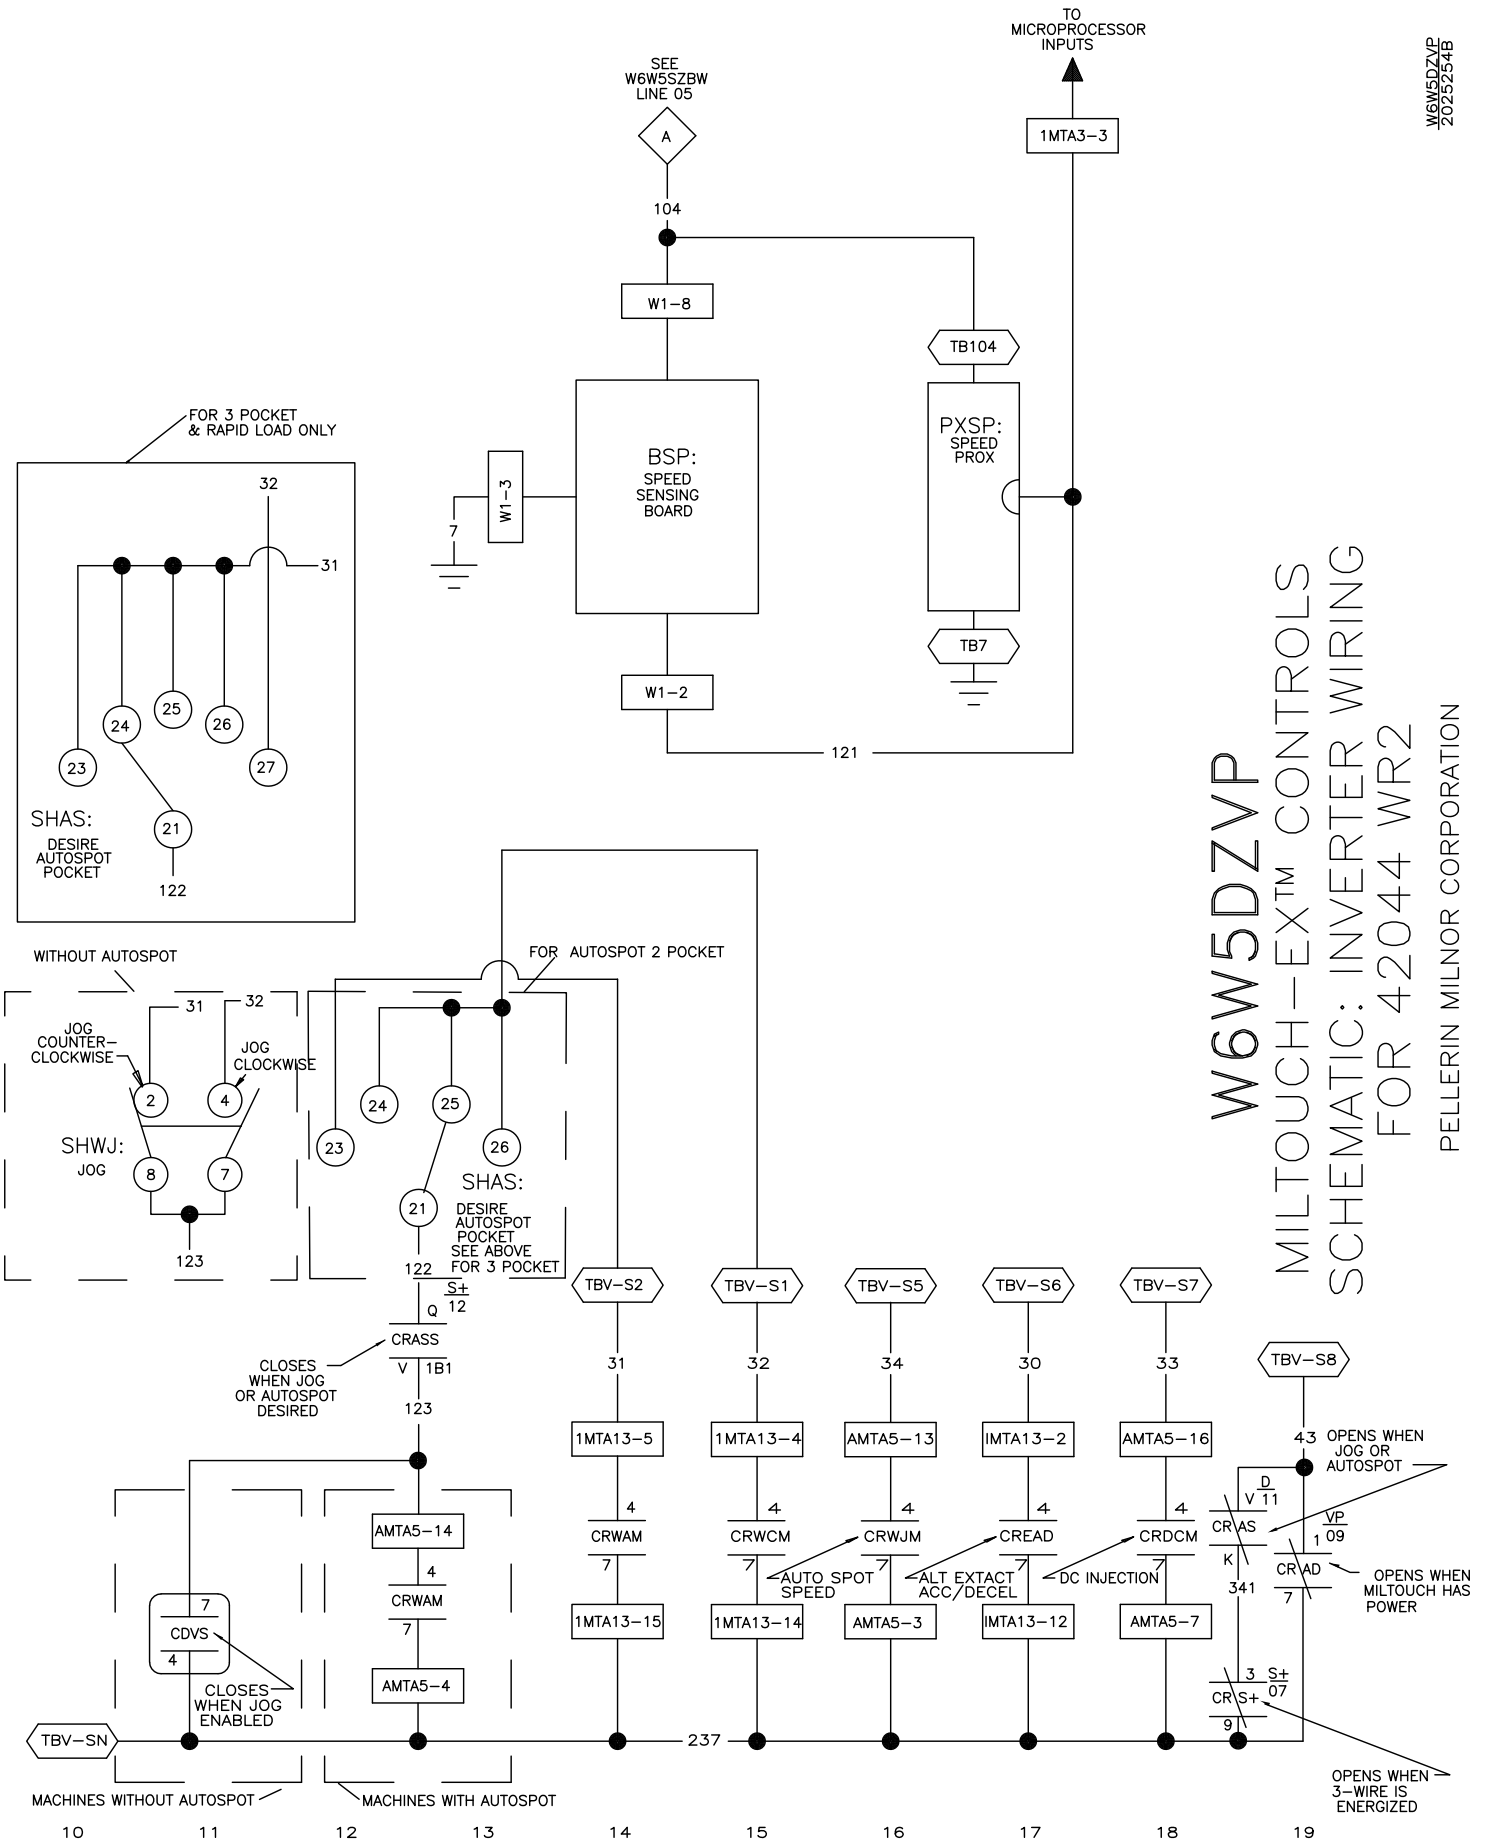 TO
MICROPROCESSOR
INPUTS
W6W5DZVP
2025254B
SEE
W6W5SZBW
LINE 05
A
1MTA3-3
104
W1-8
TB104
FOR 3 POCKET
& RAPID LOAD ONLY
PXSP:
SPEED
PROX
BSP:
SPEED
SENSING
BOARD
W1-3
7
32
31
TB7
W1-2
25
24
26
23
27
121
SHAS:
21
DESIRE
AUTOSPOT
POCKET
122
W6W5DZVP
MILTOUCH-EX™ CONTROLS
SCHEMATIC: INVERTER WIRING
FOR 42044 WR2
PELLERIN MILNOR CORPORATION
WITHOUT AUTOSPOT
FOR AUTOSPOT 2 POCKET
31
32
JOG
COUNTER-
CLOCKWISE
JOG
CLOCKWISE
2
4
24
25
SHWJ:
JOG
23
26
8
7
SHAS:
21
DESIRE
AUTOSPOT
POCKET
SEE ABOVE
FOR 3 POCKET
123
122
TBV-S2
TBV-S1
TBV-S5
TBV-S6
TBV-S7
S+
12
Q
CRASS
V 1B1
CLOSES
WHEN JOG
OR AUTOSPOT
DESIRED
31
32
34
30
33
TBV-S8
123
43
1MTA13-5
1MTA13-4
AMTA5-13
IMTA13-2
AMTA5-16
OPENS WHEN
JOG OR
AUTOSPOT
D
11
V
AMTA5-14
4
CRWAM
7
4
CRWCM
7
4
CRWJM
7
4
CREAD
7
4
CRDCM
7
CR AS
K
VP
09
1
CR AD
7
AUTO SPOT
SPEED
ALT EXTACT
ACC/DECEL
DC INJECTION
OPENS WHEN
MILTOUCH HAS
POWER
341
4
CRWAM
7
7
CDVS
4
1MTA13-15
1MTA13-14
AMTA5-3
IMTA13-12
AMTA5-7
CLOSES
WHEN JOG
ENABLED
AMTA5-4
3
S+
07
CR S+
9
TBV-SN
237
OPENS WHEN
3-WIRE IS
ENERGIZED
MACHINES WITHOUT AUTOSPOT
MACHINES WITH AUTOSPOT
10 11 12 13 14 15 16 17 18 19